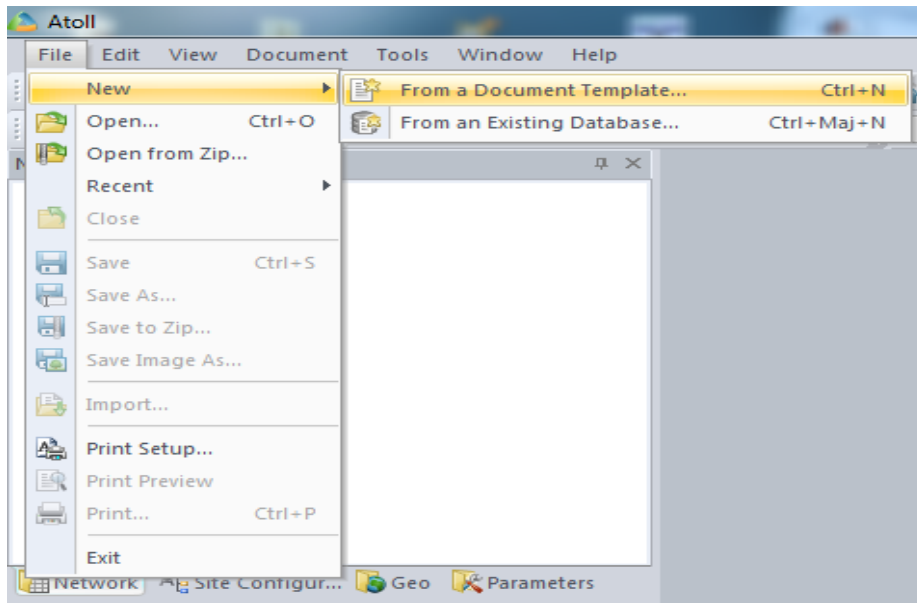 Atoll
File Edit View Document Tools Window Help
New
From a Document Template... Ctrl+N
Open... Ctrl+O
From an Existing Database... Ctrl+Maj+N
Open from Zip...
Recent
Close
Save Ctrl+S
Save As...
Save to Zip...
Save Image As...
Import...
Print Setup...
Print Preview
Print... Ctrl+P
Exit
Network Site Configur... Geo Parameters